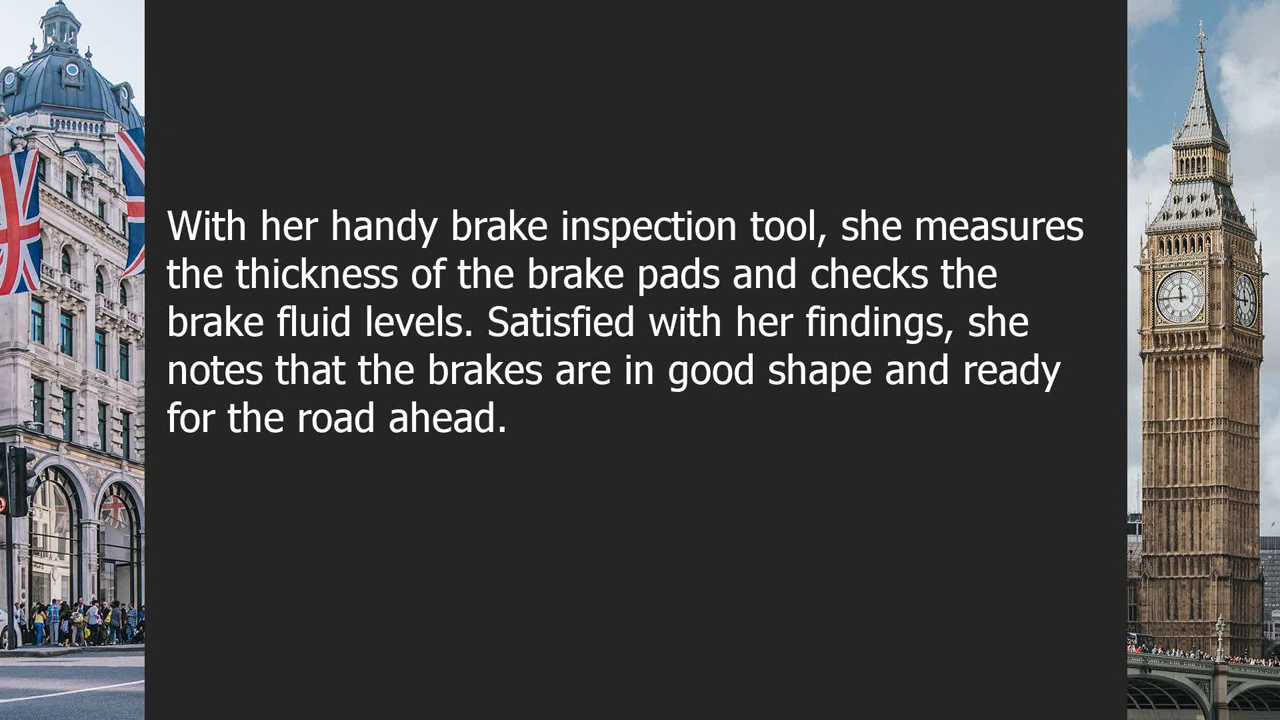 With her handy brake inspection tool, she measures
the thickness of the brake pads and checks the
brake fluid levels. Satisfied with her findings, she
notes that the brakes are in good shape and ready
for the road ahead.